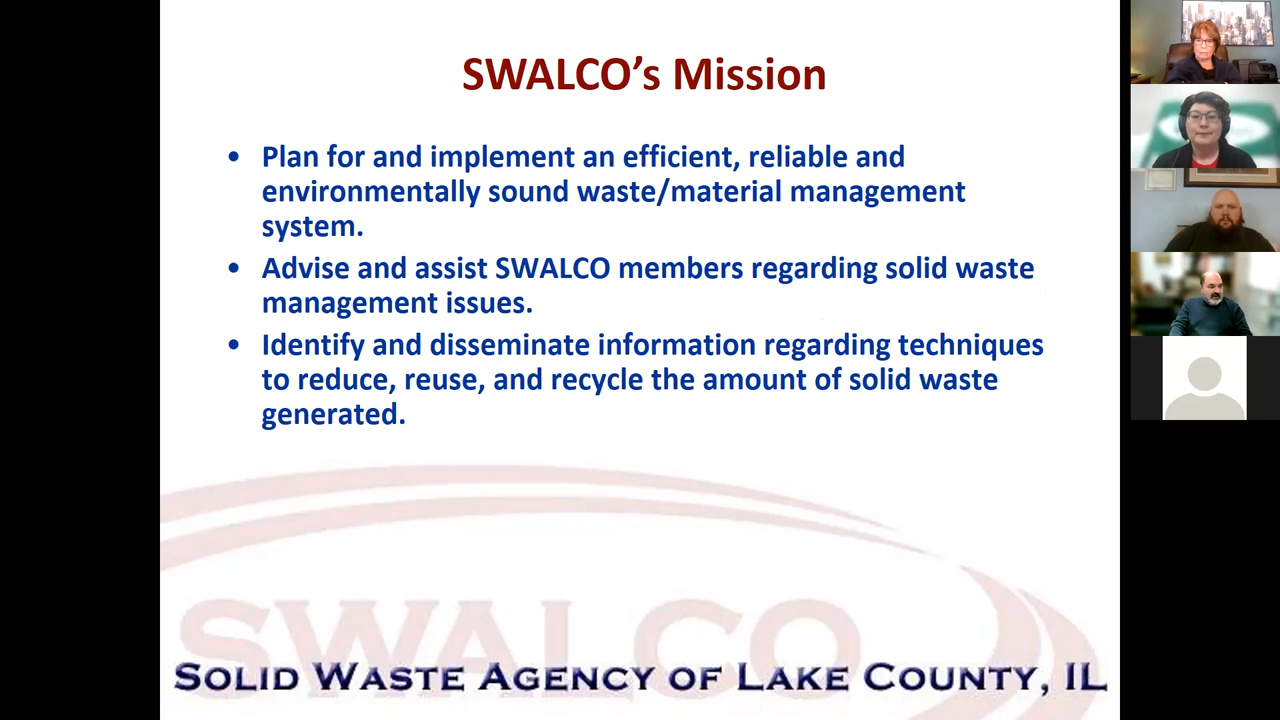 SWALCO's Mission
• Plan for and implement an efficient, reliable and
environmentally sound waste/material management
system.
• Advise and assist SWALCO members regarding solid waste
management issues.
• Identify and disseminate information regarding techniques
to reduce, reuse, and recycle the amount of solid waste
generated.
SWALCO
SOLID WASTE AGENCY OF LAKE COUNTY, IL